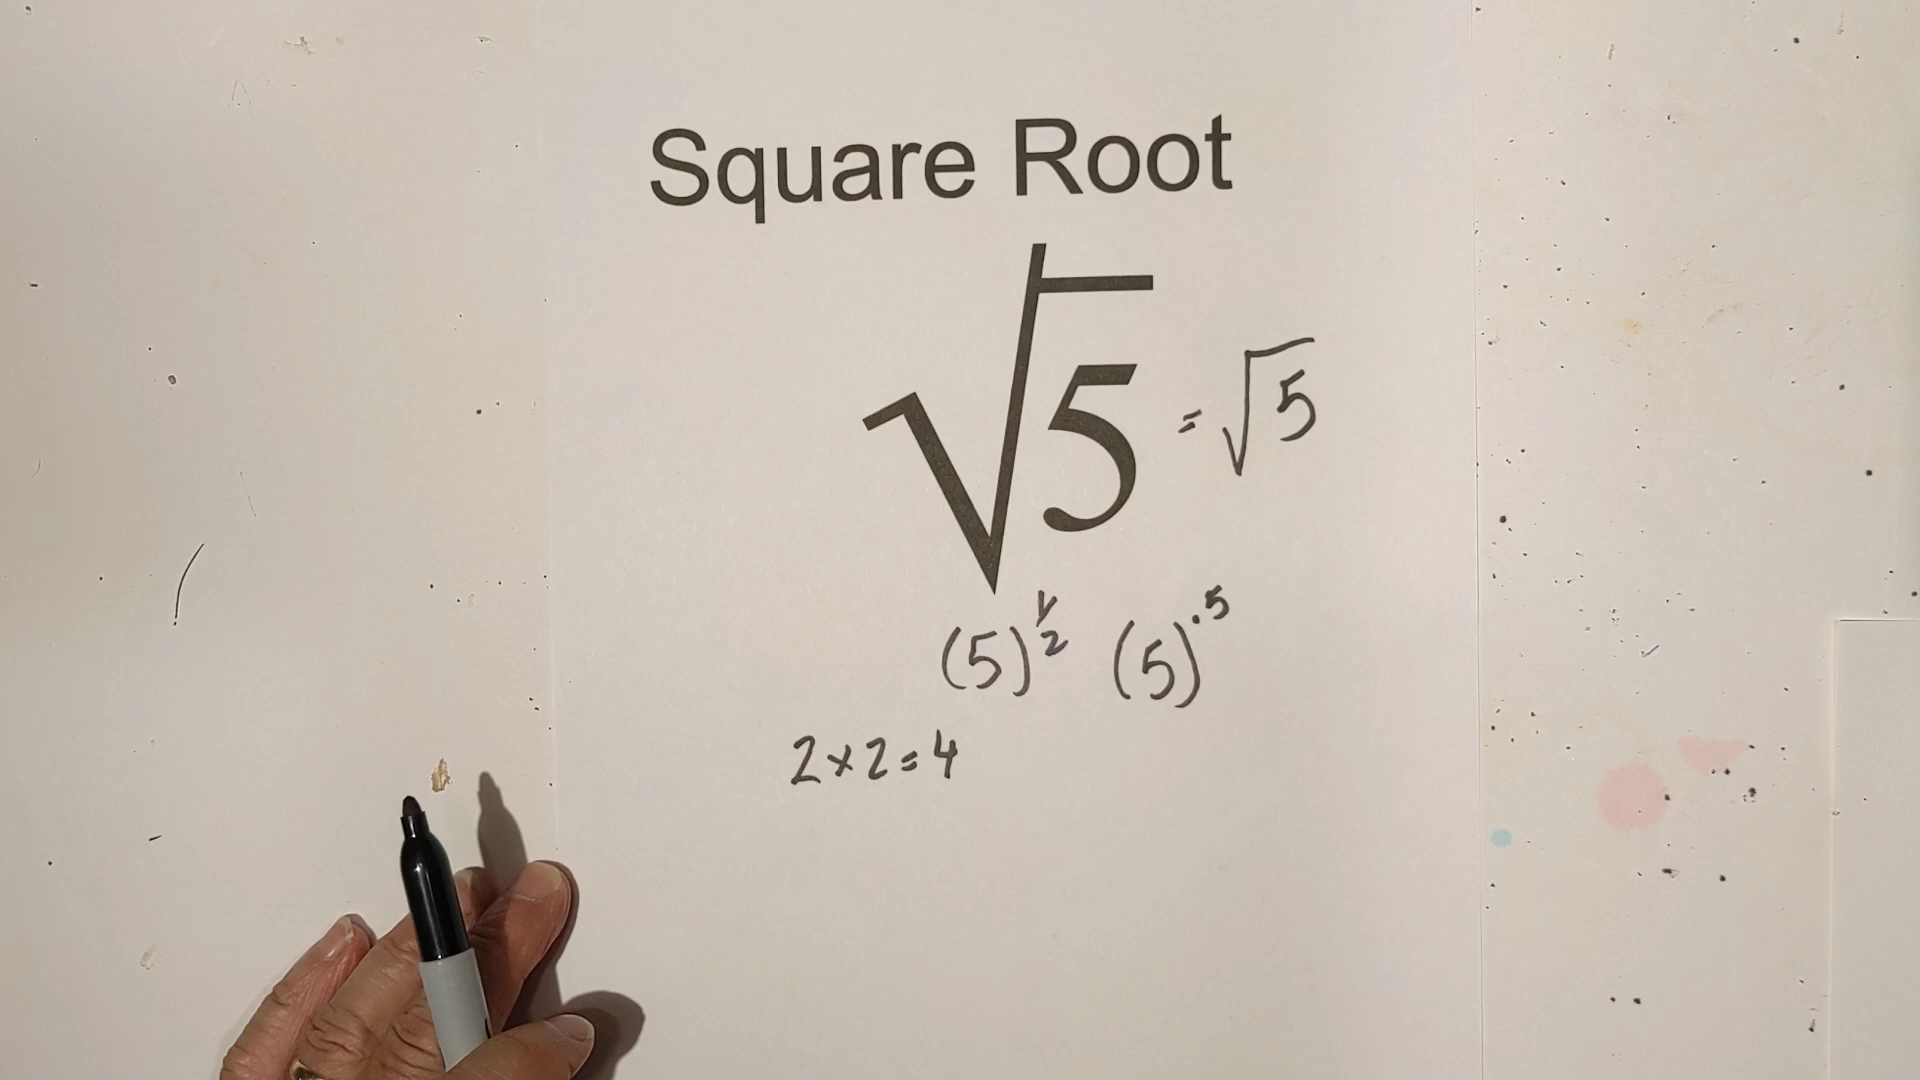 Square Root
√5 = √5
(5)^1/2 (5)^.5
2×2=4